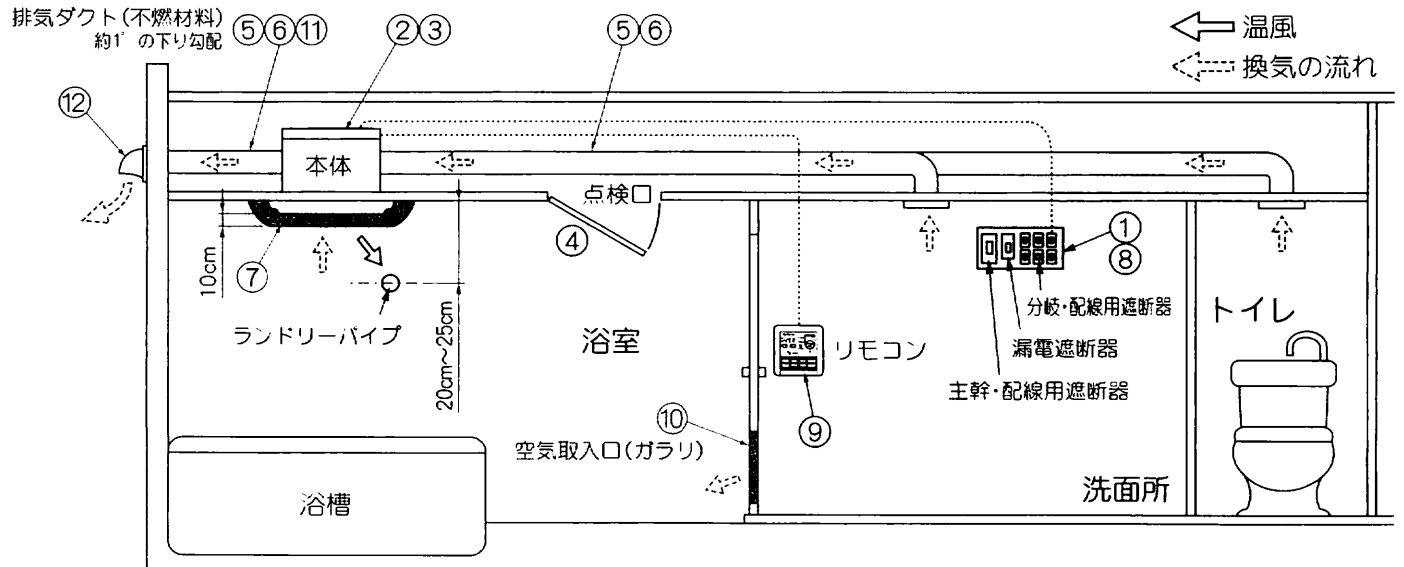 排気ダクト(不燃材料)
約1°の下り勾配
⑤⑥⑪
②③
⑤⑥
温風
換気の流れ
⑫
本体
点検口
④
①
⑧
10cm
⑦
20cm〜25cm
ランドリーパイプ
浴室
リモコン
⑨
分岐・配線用遮断器
漏電遮断器
主幹・配線用遮断器
トイレ
⑩
空気取入口(ガラリ)
洗面所
浴槽